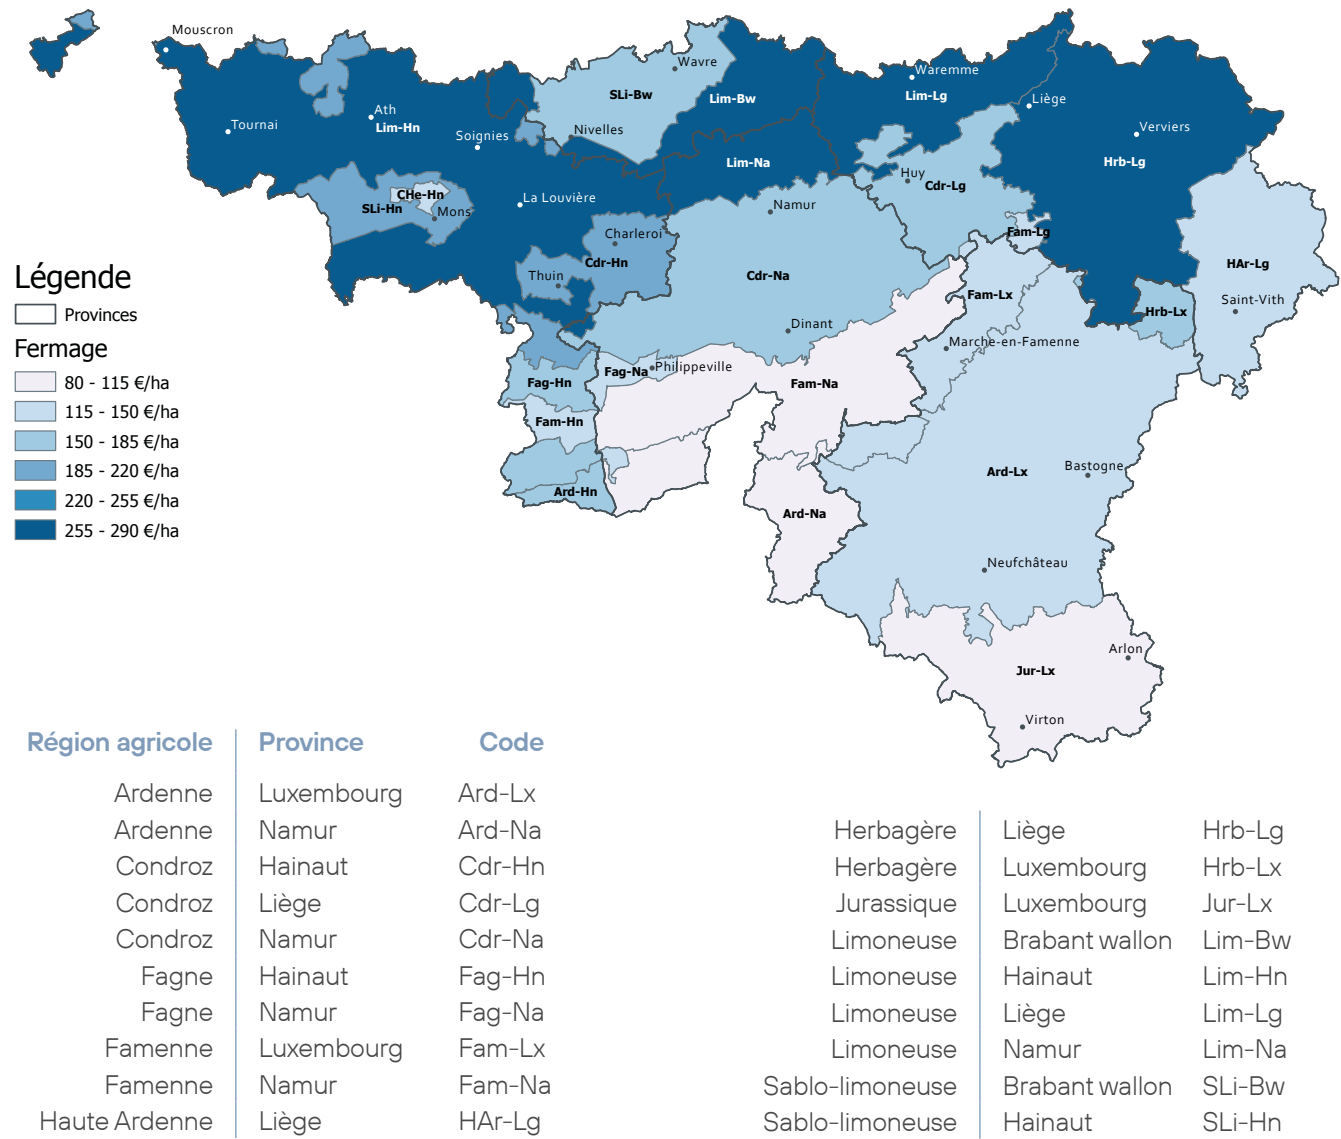 Mouscron
Wavre
SLi-Bw
Lim-Bw
Waremme
Lim-Lg
Liège
Ath
Lim-Hn
Tournai
Soignies
Nivelles
Verviers
Hrb-Lg
Lim-Na
Huy
Cdr-Lg
CHe-Hn
SLi-Hn
Mons
La Louvière
Namur
Charleroi
Fam-Lg
Cdr-Hn
Thuin
Cdr-Na
HAr-Lg
Fam-Lx
Saint-Vith
Hrb-Lx
Dinant
Marche-en-Famenne
Philippeville
Fag-Na
Fag-Hn
Fam-Na
Fam-Hn
Ard-Lx
Bastogne
Ard-Hn
Ard-Na
Neufchâteau
Arlon
Jur-Lx
Virton
Légende
Provinces
Fermage
80 - 115 €/ha
115 - 150 €/ha
150 - 185 €/ha
185 - 220 €/ha
220 - 255 €/ha
255 - 290 €/ha
Région agricole Province Code
Ardenne Luxembourg Ard-Lx
Ardenne Namur Ard-Na
Condroz Hainaut Cdr-Hn
Condroz Liège Cdr-Lg
Condroz Namur Cdr-Na
Fagne Hainaut Fag-Hn
Fagne Namur Fag-Na
Famenne Luxembourg Fam-Lx
Famenne Namur Fam-Na
Haute Ardenne Liège HAr-Lg
Herbagère Liège Hrb-Lg
Herbagère Luxembourg Hrb-Lx
Jurassique Luxembourg Jur-Lx
Limoneuse Brabant wallon Lim-Bw
Limoneuse Hainaut Lim-Hn
Limoneuse Liège Lim-Lg
Limoneuse Namur Lim-Na
Sablo-limoneuse Brabant wallon SLi-Bw
Sablo-limoneuse Hainaut SLi-Hn